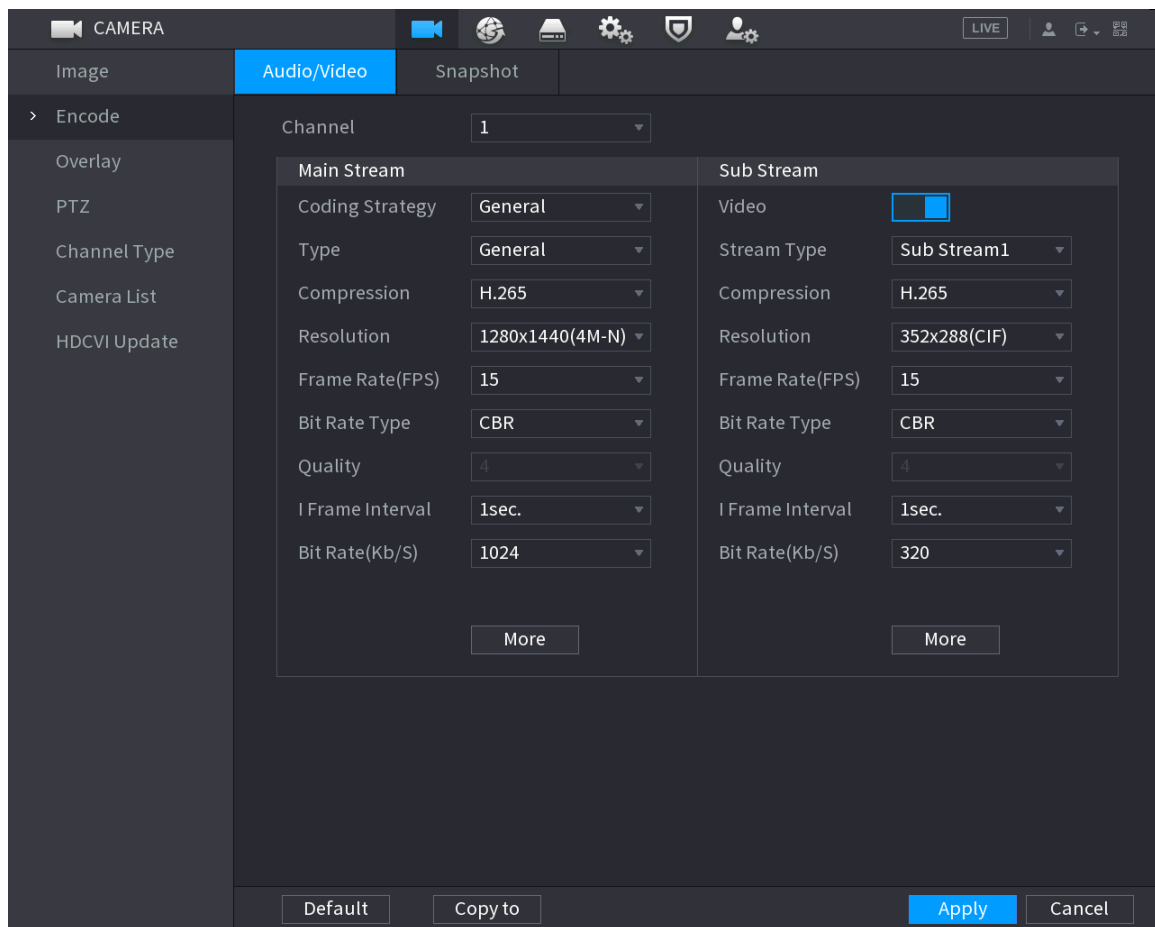 CAMERA
LIVE
Image
Encode
Overlay
PTZ
Channel Type
Camera List
HDCVI Update
Audio/Video Snapshot
Channel 1
Main Stream Sub Stream
Coding Strategy General Video
Type General Stream Type Sub Stream1
Compression H.265 Compression H.265
Resolution 1280x1440(4M-N) Resolution 352x288(CIF)
Frame Rate(FPS) 15 Frame Rate(FPS) 15
Bit Rate Type CBR Bit Rate Type CBR
Quality 4 Quality 4
I Frame Interval 1sec. I Frame Interval 1sec.
Bit Rate(Kb/S) 1024 Bit Rate(Kb/S) 320
More More
Default Copy to Apply Cancel